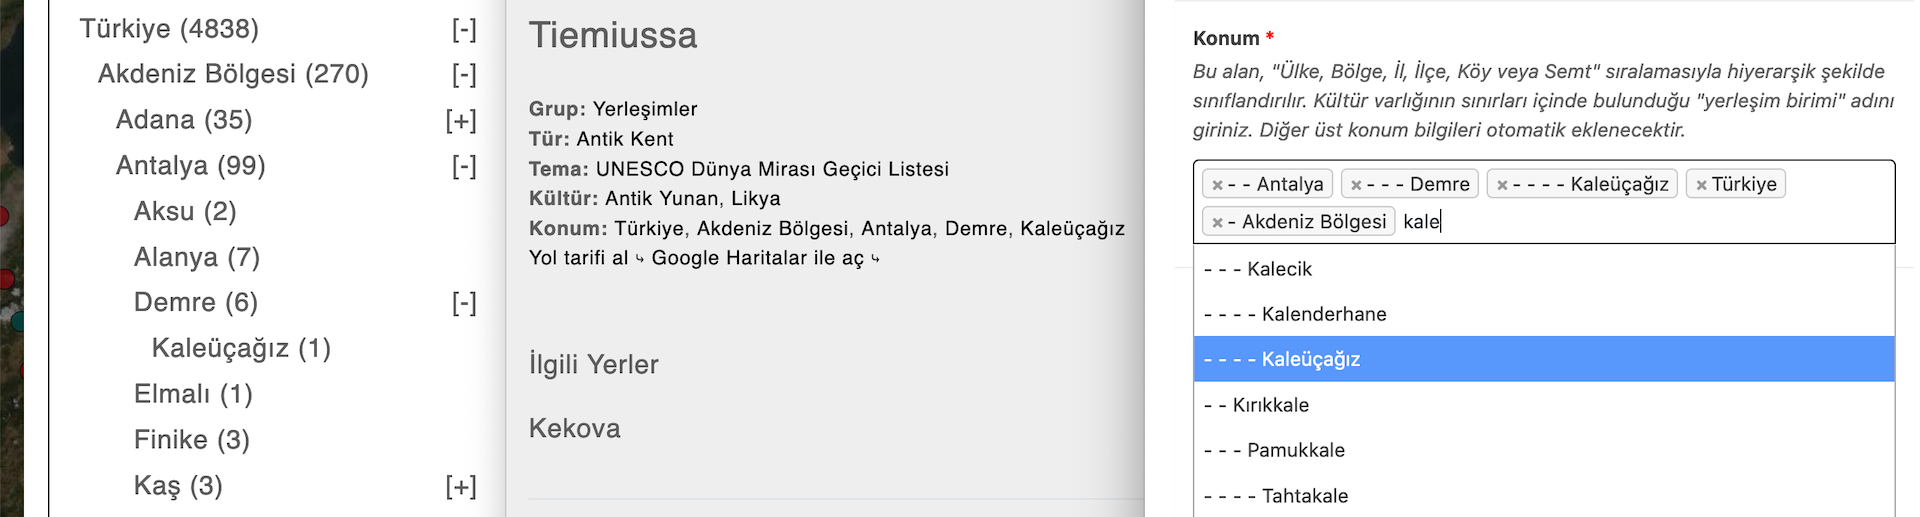 Türkiye (4838) [-]
Akdeniz Bölgesi (270) [-]
Adana (35) [+]
Antalya (99) [-]
Aksu (2)
Alanya (7)
Demre (6) [-]
Kaleüçağız (1)
Elmalı (1)
Finike (3)
Kaş (3) [+]
Tiemiussa
Grup: Yerleşimler
Tür: Antik Kent
Tema: UNESCO Dünya Mirası Geçici Listesi
Kültür: Antik Yunan, Likya
Konum: Türkiye, Akdeniz Bölgesi, Antalya, Demre, Kaleüçağız
Yol tarifi al ⤷ Google Haritalar ile aç ⤷
İlgili Yerler
Kekova
Konum *
Bu alan, "Ülke, Bölge, İl, İlçe, Köy veya Semt" sıralamasıyla hiyerarşik şekilde
sınıflandırılır. Kültür varlığının sınırları içinde bulunduğu "yerleşim birimi" adını
giriniz. Diğer üst konum bilgileri otomatik eklenecektir.
×- - Antalya ×- - - Demre ×- - - - Kaleüçağız ×Türkiye
×- Akdeniz Bölgesi kale
- - - Kalecik
- - - - Kalenderhane
- - - - Kaleüçağız
- - Kırıkkale
- - - Pamukkale
- - - - Tahtakale